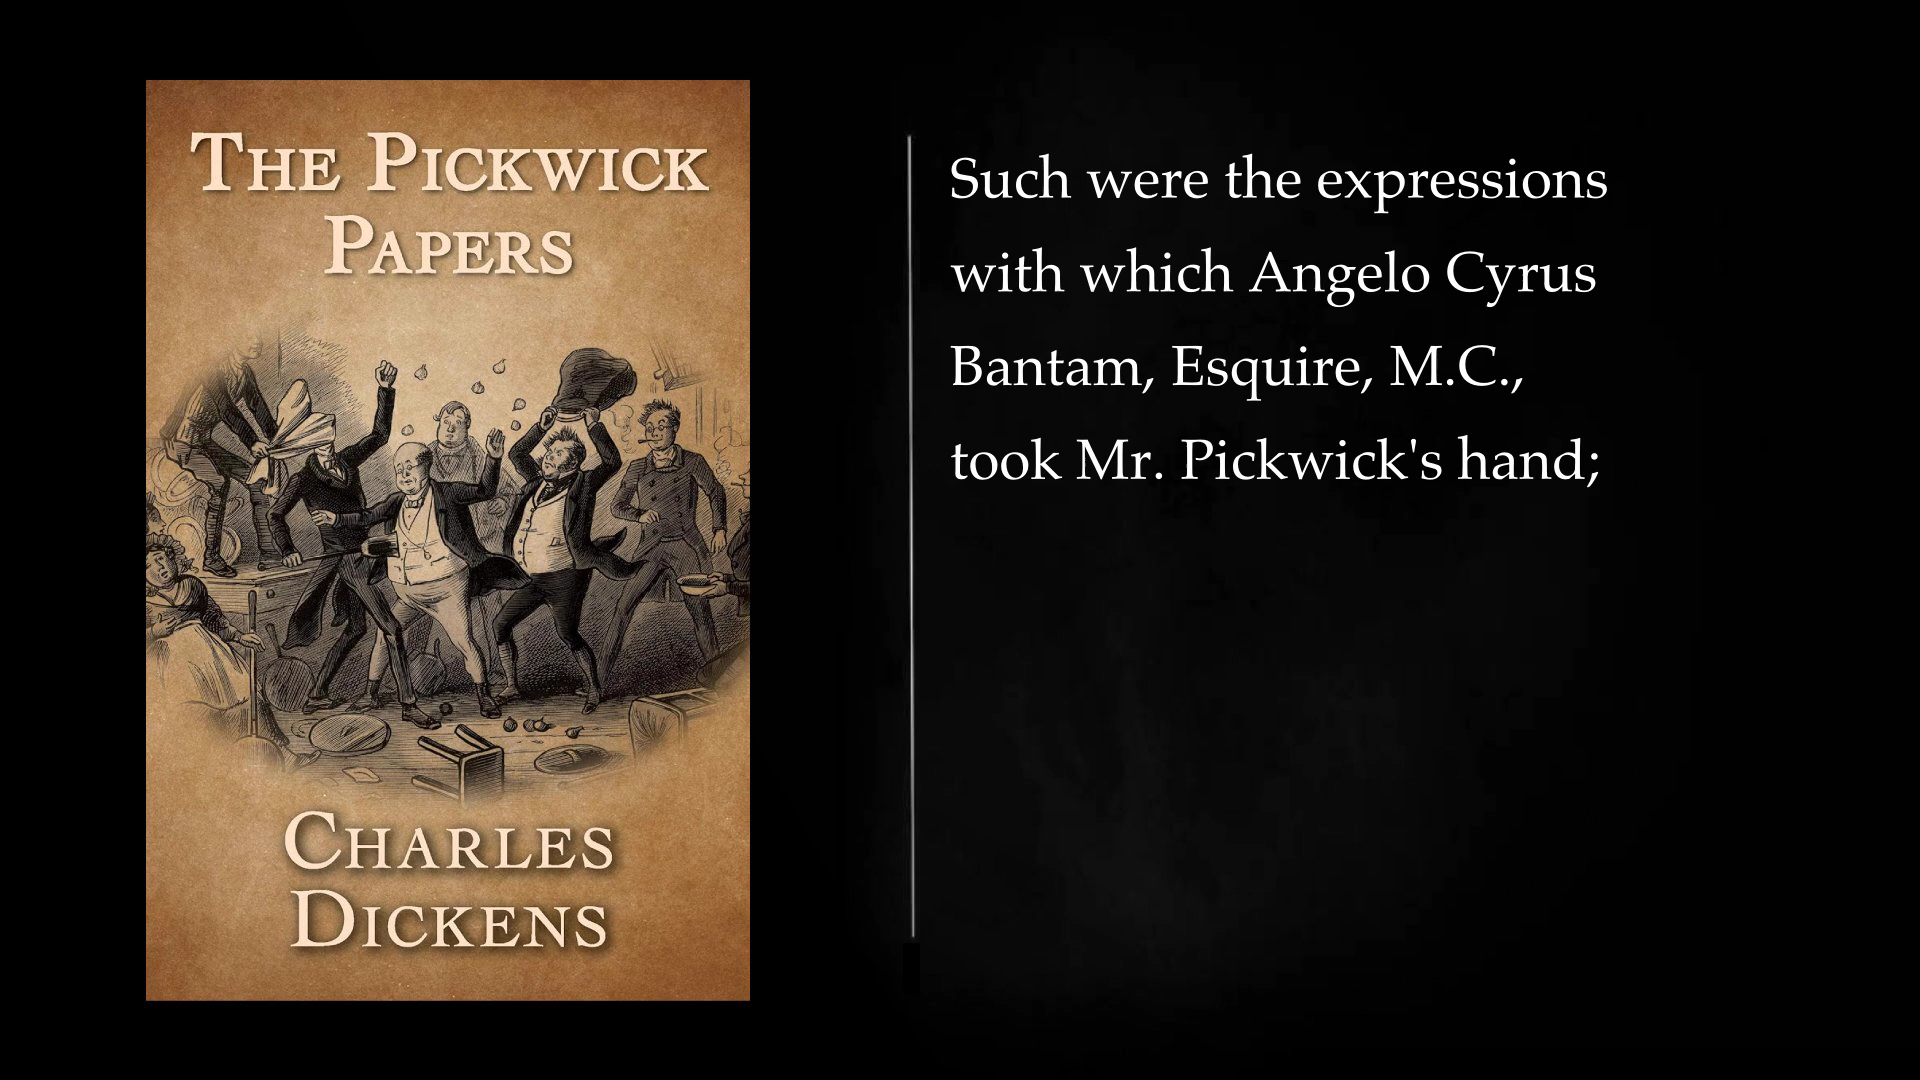 The Pickwick
Papers
Charles
Dickens
Such were the expressions
with which Angelo Cyrus
Bantam, Esquire, M.C.,
took Mr. Pickwick's hand;